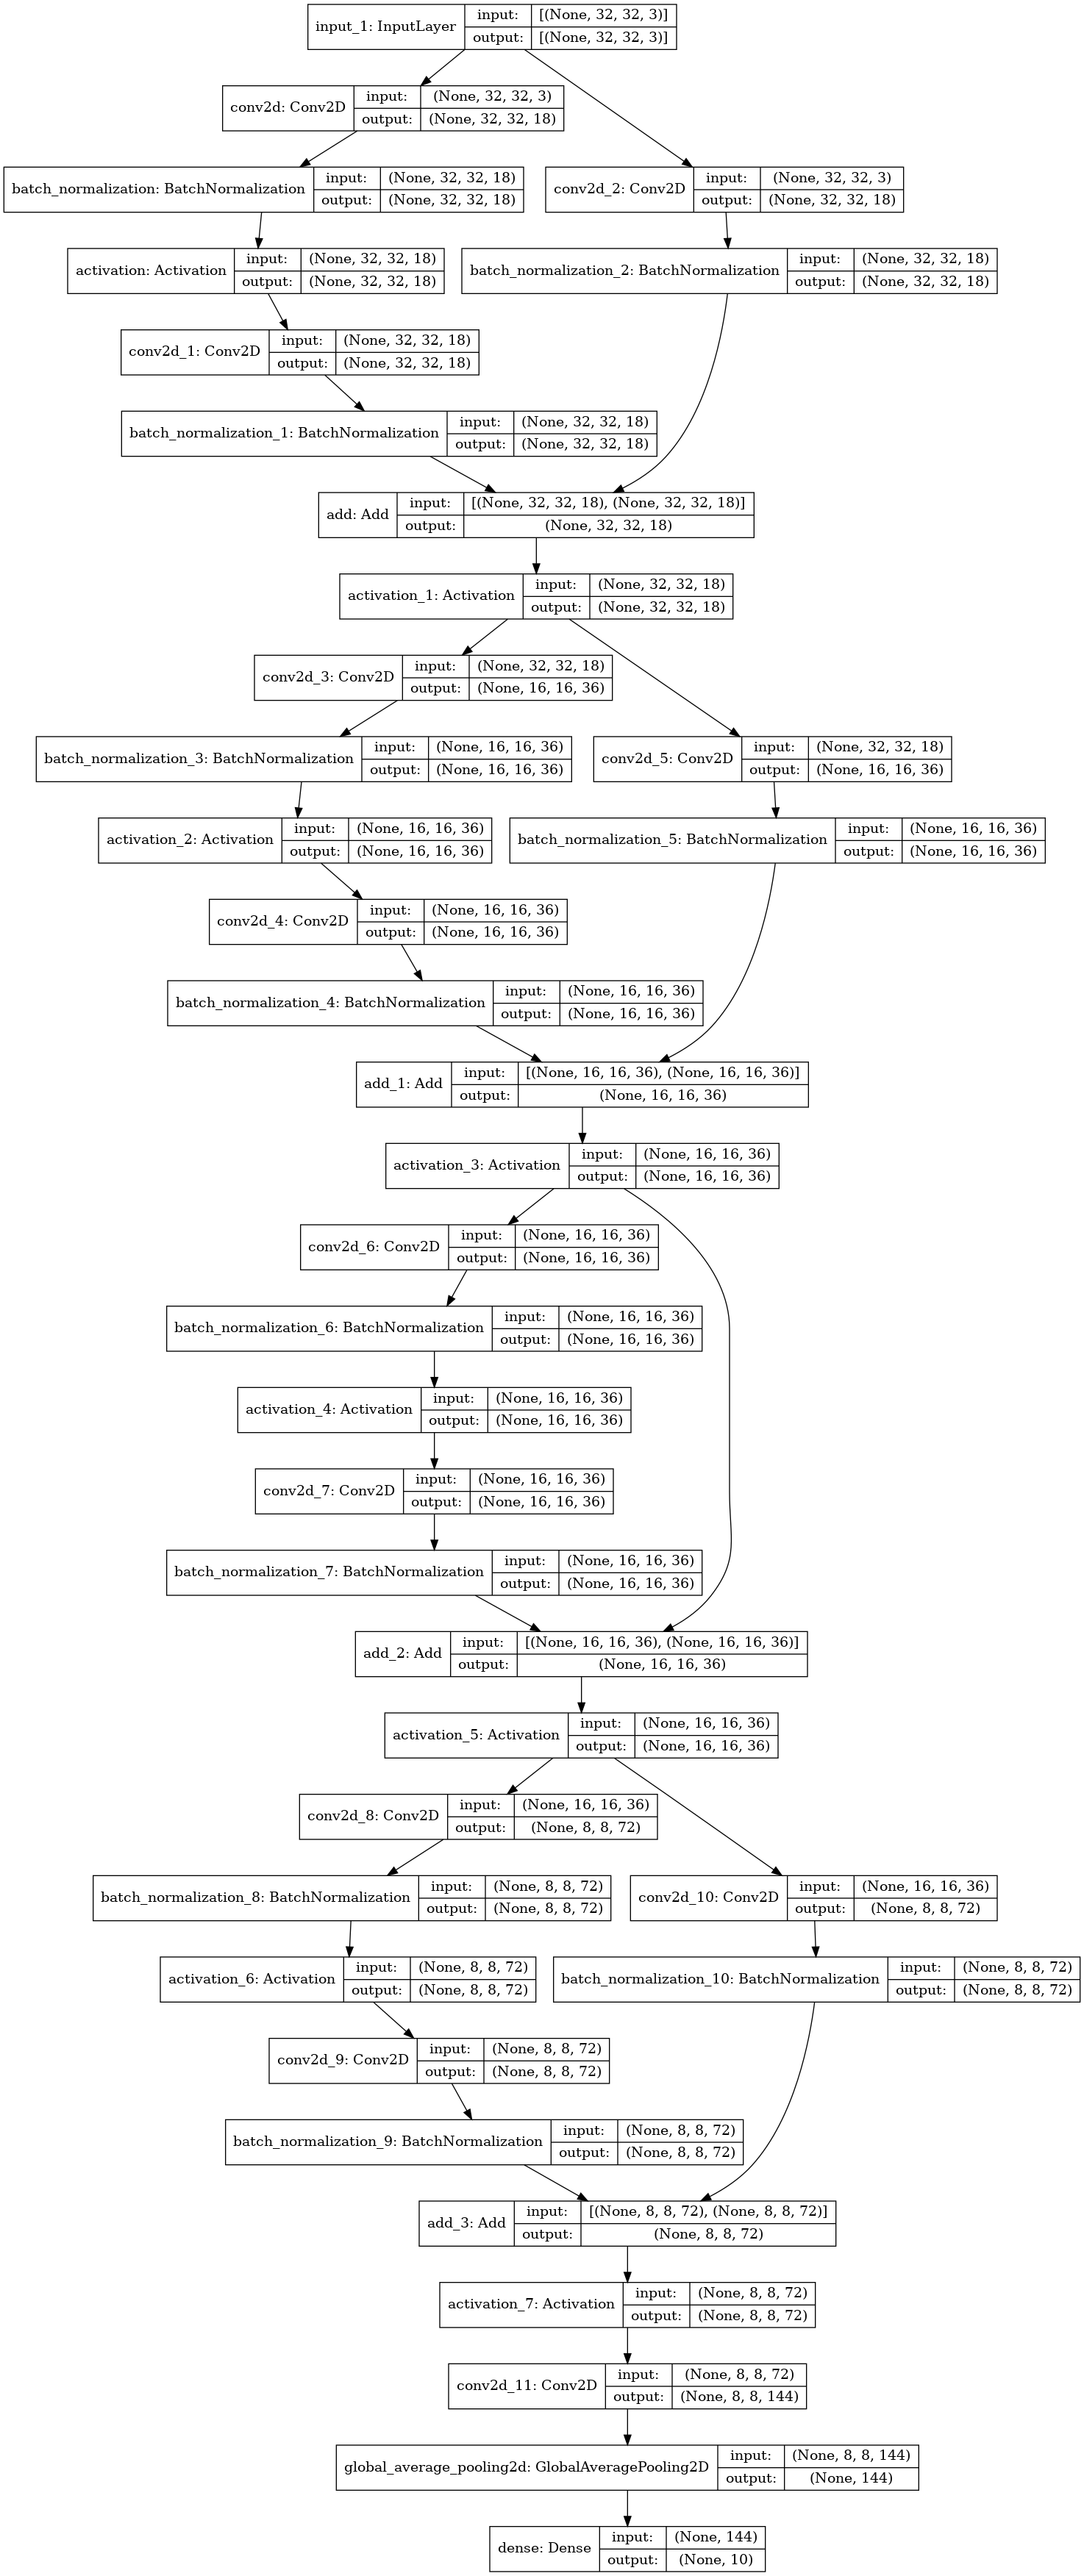 input_1: InputLayer
input: [(None, 32, 32, 3)]
output: [(None, 32, 32, 3)]
conv2d: Conv2D
input: (None, 32, 32, 3)
output: (None, 32, 32, 18)
batch_normalization: BatchNormalization
input: (None, 32, 32, 18)
output: (None, 32, 32, 18)
conv2d_2: Conv2D
input: (None, 32, 32, 3)
output: (None, 32, 32, 18)
activation: Activation
input: (None, 32, 32, 18)
output: (None, 32, 32, 18)
batch_normalization_2: BatchNormalization
input: (None, 32, 32, 18)
output: (None, 32, 32, 18)
conv2d_1: Conv2D
input: (None, 32, 32, 18)
output: (None, 32, 32, 18)
batch_normalization_1: BatchNormalization
input: (None, 32, 32, 18)
output: (None, 32, 32, 18)
add: Add
input: [(None, 32, 32, 18), (None, 32, 32, 18)]
output: (None, 32, 32, 18)
activation_1: Activation
input: (None, 32, 32, 18)
output: (None, 32, 32, 18)
conv2d_3: Conv2D
input: (None, 32, 32, 18)
output: (None, 16, 16, 36)
batch_normalization_3: BatchNormalization
input: (None, 16, 16, 36)
output: (None, 16, 16, 36)
conv2d_5: Conv2D
input: (None, 32, 32, 18)
output: (None, 16, 16, 36)
activation_2: Activation
input: (None, 16, 16, 36)
output: (None, 16, 16, 36)
batch_normalization_5: BatchNormalization
input: (None, 16, 16, 36)
output: (None, 16, 16, 36)
conv2d_4: Conv2D
input: (None, 16, 16, 36)
output: (None, 16, 16, 36)
batch_normalization_4: BatchNormalization
input: (None, 16, 16, 36)
output: (None, 16, 16, 36)
add_1: Add
input: [(None, 16, 16, 36), (None, 16, 16, 36)]
output: (None, 16, 16, 36)
activation_3: Activation
input: (None, 16, 16, 36)
output: (None, 16, 16, 36)
conv2d_6: Conv2D
input: (None, 16, 16, 36)
output: (None, 16, 16, 36)
batch_normalization_6: BatchNormalization
input: (None, 16, 16, 36)
output: (None, 16, 16, 36)
activation_4: Activation
input: (None, 16, 16, 36)
output: (None, 16, 16, 36)
conv2d_7: Conv2D
input: (None, 16, 16, 36)
output: (None, 16, 16, 36)
batch_normalization_7: BatchNormalization
input: (None, 16, 16, 36)
output: (None, 16, 16, 36)
add_2: Add
input: [(None, 16, 16, 36), (None, 16, 16, 36)]
output: (None, 16, 16, 36)
activation_5: Activation
input: (None, 16, 16, 36)
output: (None, 16, 16, 36)
conv2d_8: Conv2D
input: (None, 16, 16, 36)
output: (None, 8, 8, 72)
batch_normalization_8: BatchNormalization
input: (None, 8, 8, 72)
output: (None, 8, 8, 72)
conv2d_10: Conv2D
input: (None, 16, 16, 36)
output: (None, 8, 8, 72)
activation_6: Activation
input: (None, 8, 8, 72)
output: (None, 8, 8, 72)
batch_normalization_10: BatchNormalization
input: (None, 8, 8, 72)
output: (None, 8, 8, 72)
conv2d_9: Conv2D
input: (None, 8, 8, 72)
output: (None, 8, 8, 72)
batch_normalization_9: BatchNormalization
input: (None, 8, 8, 72)
output: (None, 8, 8, 72)
add_3: Add
input: [(None, 8, 8, 72), (None, 8, 8, 72)]
output: (None, 8, 8, 72)
activation_7: Activation
input: (None, 8, 8, 72)
output: (None, 8, 8, 72)
conv2d_11: Conv2D
input: (None, 8, 8, 72)
output: (None, 8, 8, 144)
global_average_pooling2d: GlobalAveragePooling2D
input: (None, 8, 8, 144)
output: (None, 144)
dense: Dense
input: (None, 144)
output: (None, 10)